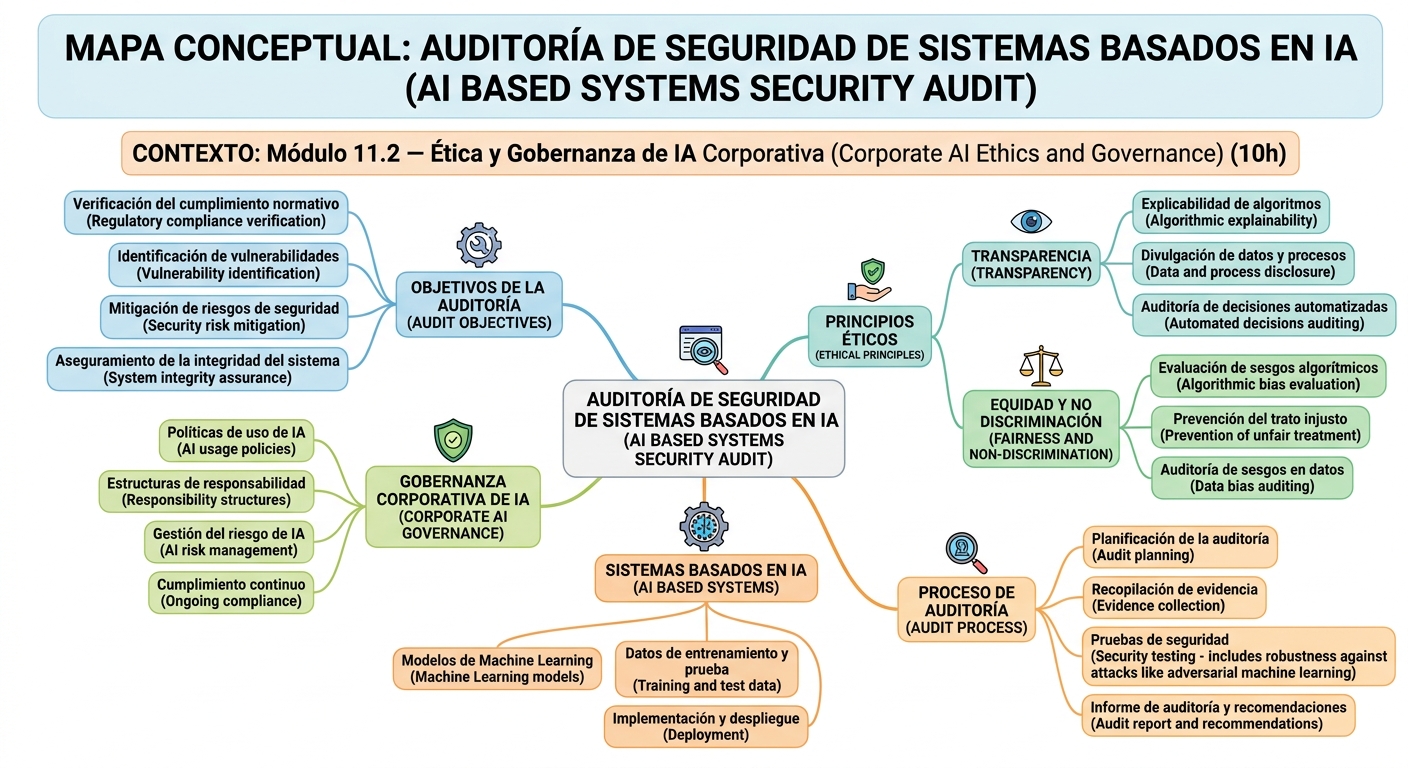 MAPA CONCEPTUAL: AUDITORÍA DE SEGURIDAD DE SISTEMAS BASADOS EN IA
(AI BASED SYSTEMS SECURITY AUDIT)
CONTEXTO: Módulo 11.2 — Ética y Gobernanza de IA Corporativa (Corporate AI Ethics and Governance) (10h)
Verificación del cumplimiento normativo
(Regulatory compliance verification)
Identificación de vulnerabilidades
(Vulnerability identification)
Mitigación de riesgos de seguridad
(Security risk mitigation)
Aseguramiento de la integridad del sistema
(System integrity assurance)
OBJETIVOS DE LA
AUDITORÍA
(AUDIT OBJECTIVES)
Políticas de uso de IA
(AI usage policies)
Estructuras de responsabilidad
(Responsibility structures)
Gestión del riesgo de IA
(AI risk management)
Cumplimiento continuo
(Ongoing compliance)
GOBERNANZA
CORPORATIVA DE IA
(CORPORATE AI
GOVERNANCE)
AUDITORÍA DE SEGURIDAD
DE SISTEMAS BASADOS EN IA
(AI BASED SYSTEMS
SECURITY AUDIT)
SISTEMAS BASADOS EN IA
(AI BASED SYSTEMS)
Modelos de Machine Learning
(Machine Learning models)
Datos de entrenamiento y
prueba
(Training and test data)
Implementación y despliegue
(Deployment)
PRINCIPIOS
ÉTICOS
(ETHICAL PRINCIPLES)
TRANSPARENCIA
(TRANSPARENCY)
Explicabilidad de algoritmos
(Algorithmic explainability)
Divulgación de datos y procesos
(Data and process disclosure)
Auditoría de decisiones automatizadas
(Automated decisions auditing)
EQUIDAD Y NO
DISCRIMINACIÓN
(FAIRNESS AND
NON-DISCRIMINATION)
Evaluación de sesgos algorítmicos
(Algorithmic bias evaluation)
Prevención del trato injusto
(Prevention of unfair treatment)
Auditoría de sesgos en datos
(Data bias auditing)
PROCESO DE
AUDITORÍA
(AUDIT PROCESS)
Planificación de la auditoría
(Audit planning)
Recopilación de evidencia
(Evidence collection)
Pruebas de seguridad
(Security testing - includes robustness against
attacks like adversarial machine learning)
Informe de auditoría y recomendaciones
(Audit report and recommendations)